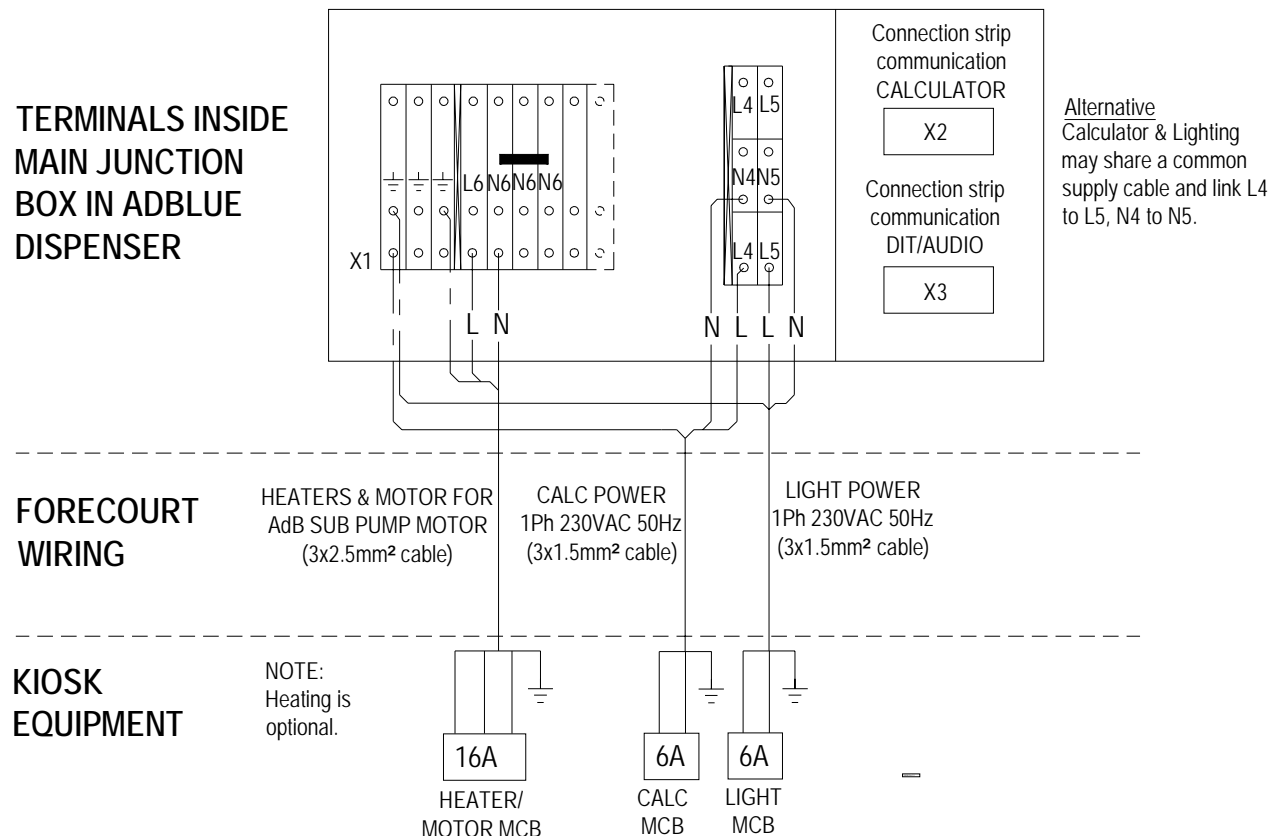 TERMINALS INSIDE
MAIN JUNCTION
BOX IN ADBLUE
DISPENSER
L6 N6 N6 N6
X1
L N
L4 L5
N4 N5
L4 L5
N L L N
Connection strip
communication
CALCULATOR
X2
Connection strip
communication
DIT/AUDIO
X3
Alternative
Calculator & Lighting
may share a common
supply cable and link L4
to L5, N4 to N5.
FORECOURT
WIRING
HEATERS & MOTOR FOR
AdB SUB PUMP MOTOR
(3x2.5mm² cable)
CALC POWER
1Ph 230VAC 50Hz
(3x1.5mm² cable)
LIGHT POWER
1Ph 230VAC 50Hz
(3x1.5mm² cable)
KIOSK
EQUIPMENT
NOTE:
Heating is
optional.
16A
HEATER/
MOTOR MCB
6A
CALC
MCB
6A
LIGHT
MCB